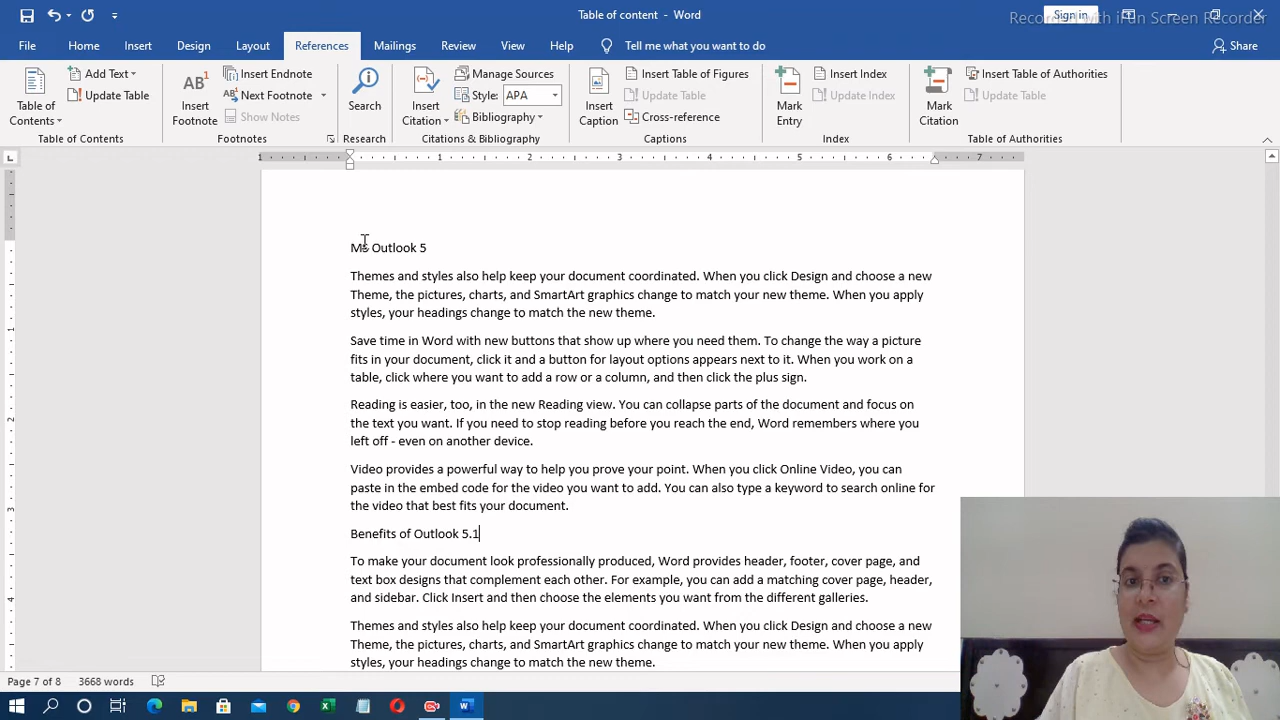 Table of content - Word
Sign in
Recorded with iFun Screen Recorder
File Home Insert Design Layout References Mailings Review View Help Tell me what you want to do Share
Table of Contents
Add Text
Update Table
Table of Contents
AB¹
Insert Footnote
Insert Endnote
Next Footnote
Show Notes
Footnotes
Search
Research
Insert Citation
Manage Sources
Style: APA
Bibliography
Citations & Bibliography
Insert Caption
Insert Table of Figures
Update Table
Cross-reference
Captions
Mark Entry
Insert Index
Update Index
Index
Mark Citation
Insert Table of Authorities
Update Table
Table of Authorities
1 1 2 3 4 5 6 7
Ms Outlook 5
Themes and styles also help keep your document coordinated. When you click Design and choose a new
Theme, the pictures, charts, and SmartArt graphics change to match your new theme. When you apply
styles, your headings change to match the new theme.
Save time in Word with new buttons that show up where you need them. To change the way a picture
fits in your document, click it and a button for layout options appears next to it. When you work on a
table, click where you want to add a row or a column, and then click the plus sign.
Reading is easier, too, in the new Reading view. You can collapse parts of the document and focus on
the text you want. If you need to stop reading before you reach the end, Word remembers where you
left off - even on another device.
Video provides a powerful way to help you prove your point. When you click Online Video, you can
paste in the embed code for the video you want to add. You can also type a keyword to search online for
the video that best fits your document.
Benefits of Outlook 5.1
To make your document look professionally produced, Word provides header, footer, cover page, and
text box designs that complement each other. For example, you can add a matching cover page, header,
and sidebar. Click Insert and then choose the elements you want from the different galleries.
Themes and styles also help keep your document coordinated. When you click Design and choose a new
Theme, the pictures, charts, and SmartArt graphics change to match your new theme. When you apply
styles, your headings change to match the new theme.
1
2
3
4
Page 7 of 8 3668 words